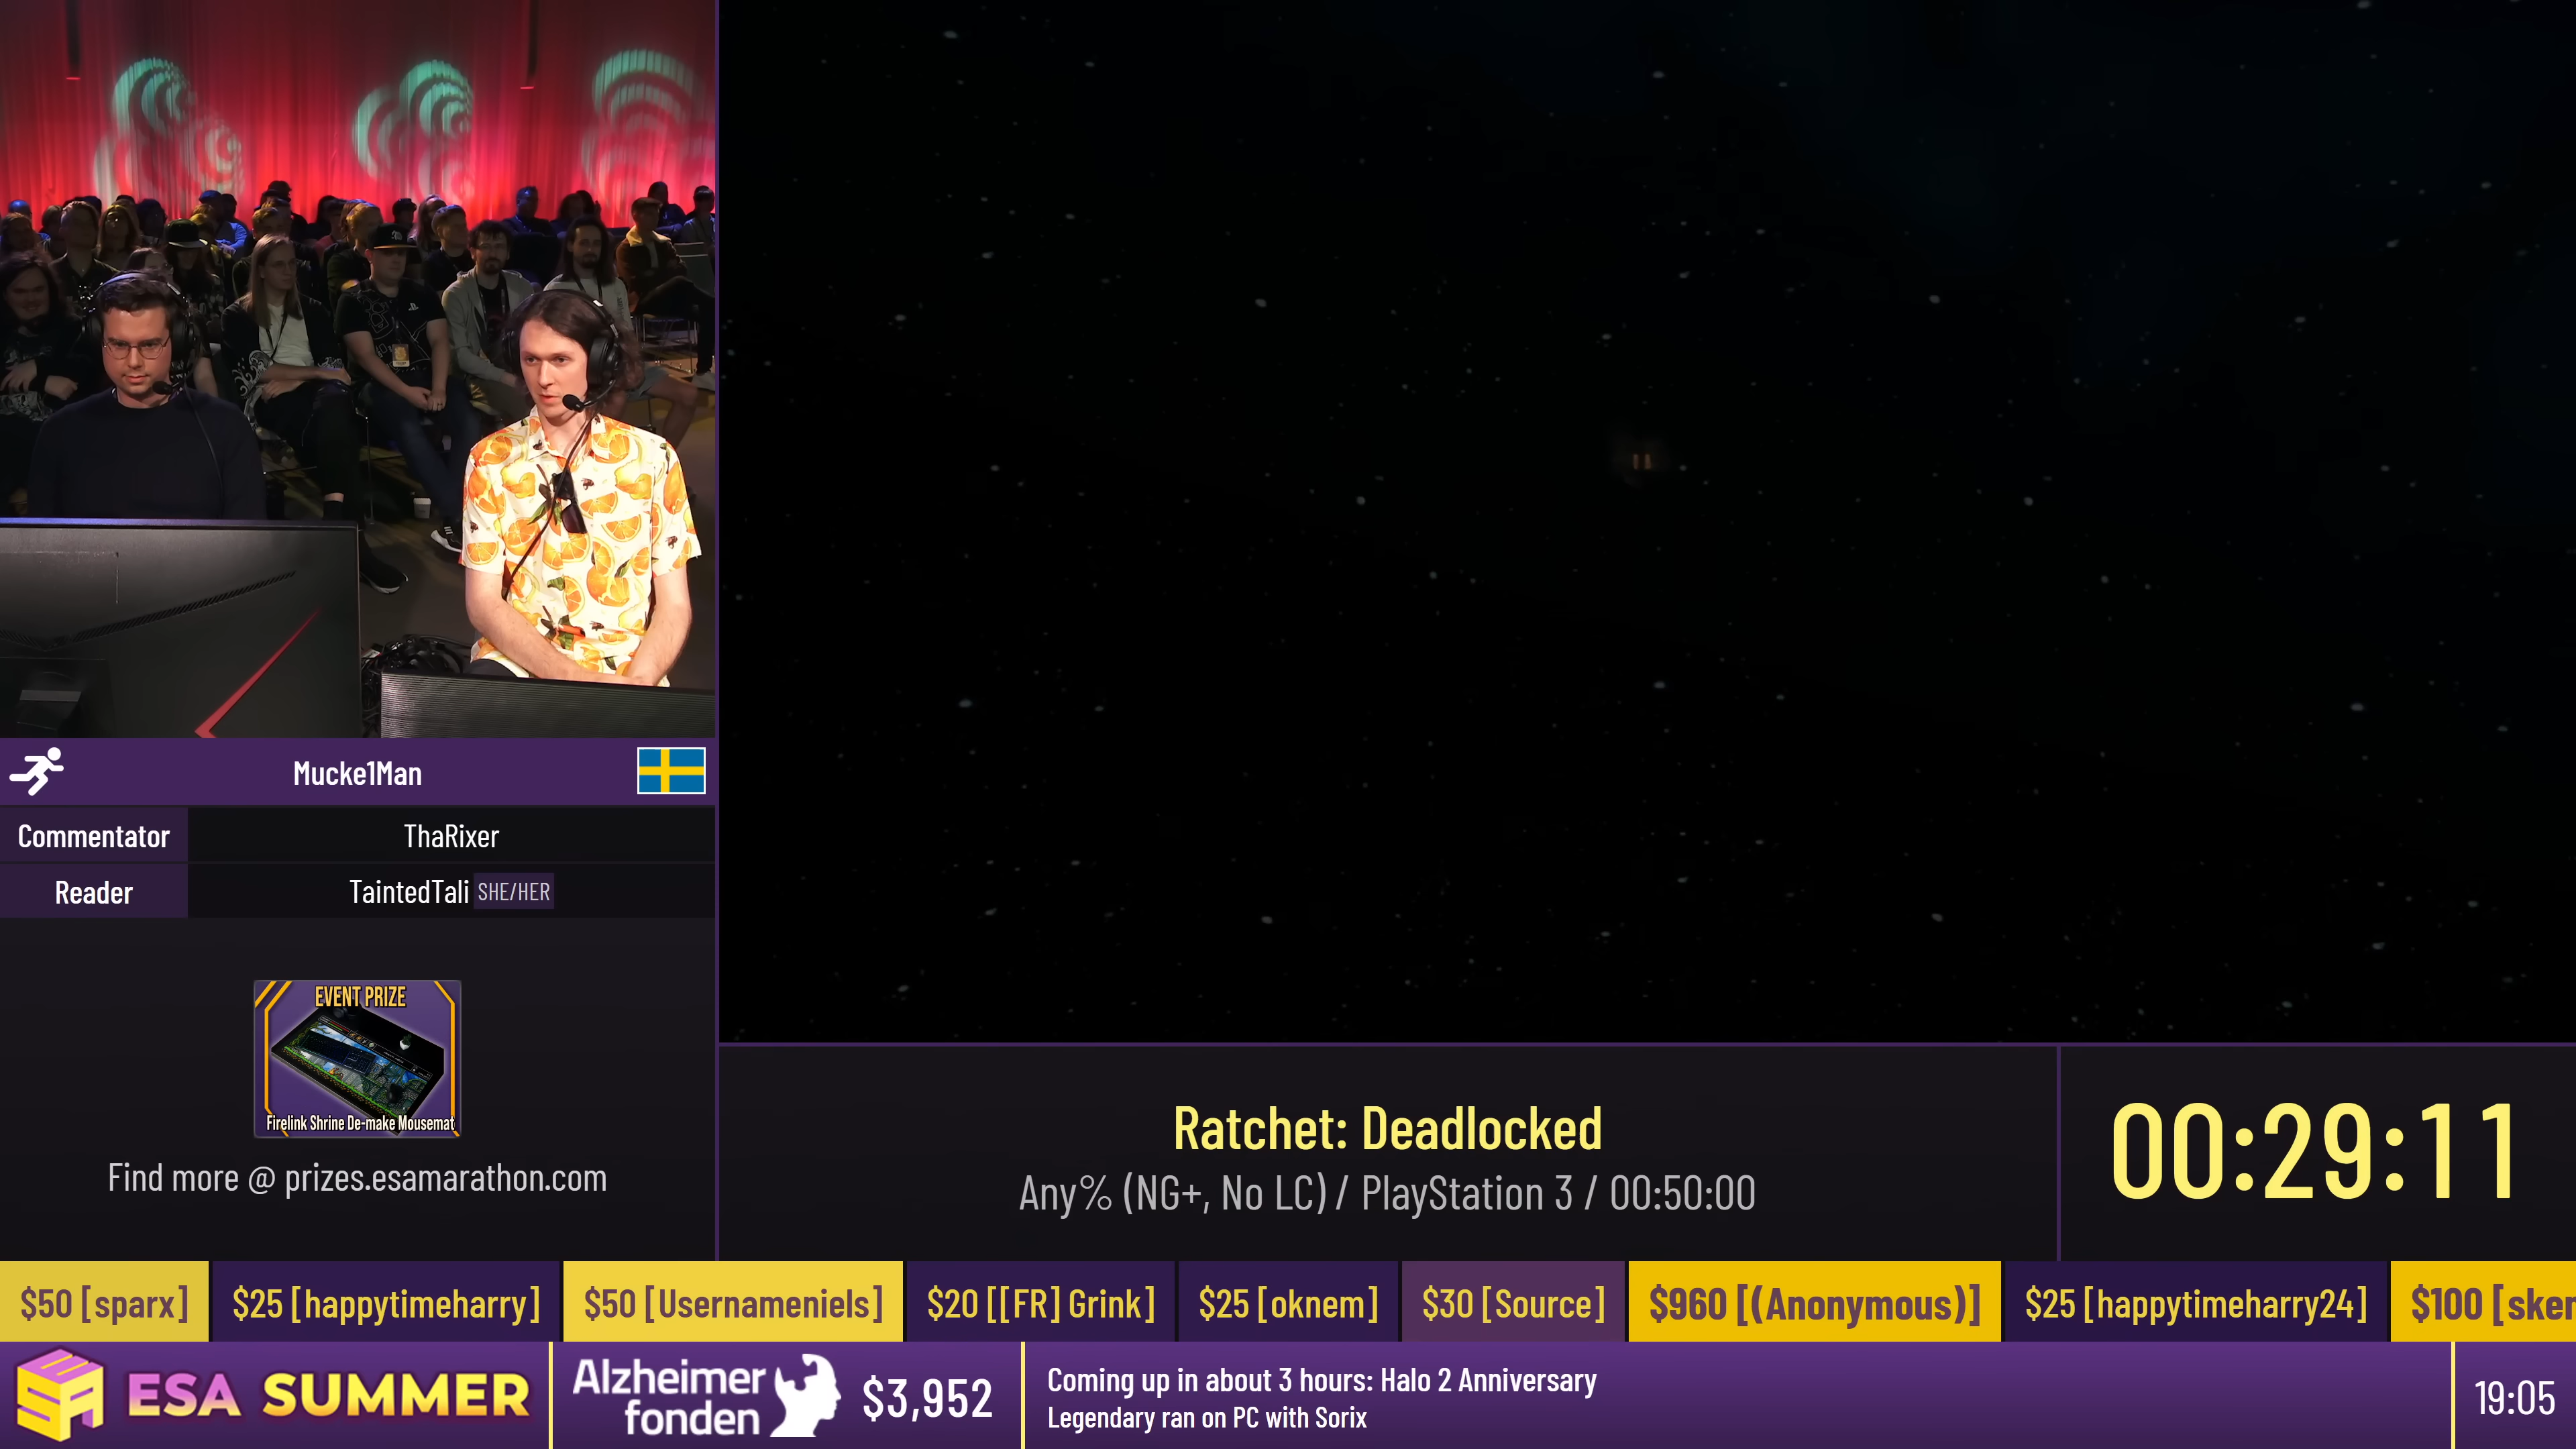 Mucke1Man
Commentator
ThaRixer
Reader
TaintedTali SHE/HER
EVENT PRIZE
Firelink Shrine De-make Mousemat
Find more @ prizes.esamarathon.com
Ratchet: Deadlocked
Any% (NG+, No LC) / PlayStation 3 / 00:50:00
00:29:11
$50 [sparx]
$25 [happytimeharry]
$50 [Usernameniels]
$20 [[FR] Grink]
$25 [oknem]
$30 [Source]
$960 [(Anonymous)]
$25 [happytimeharry24]
$100 [sker
ESA SUMMER
Alzheimer
fonden
$3,952
Coming up in about 3 hours: Halo 2 Anniversary
Legendary ran on PC with Sorix
19:05